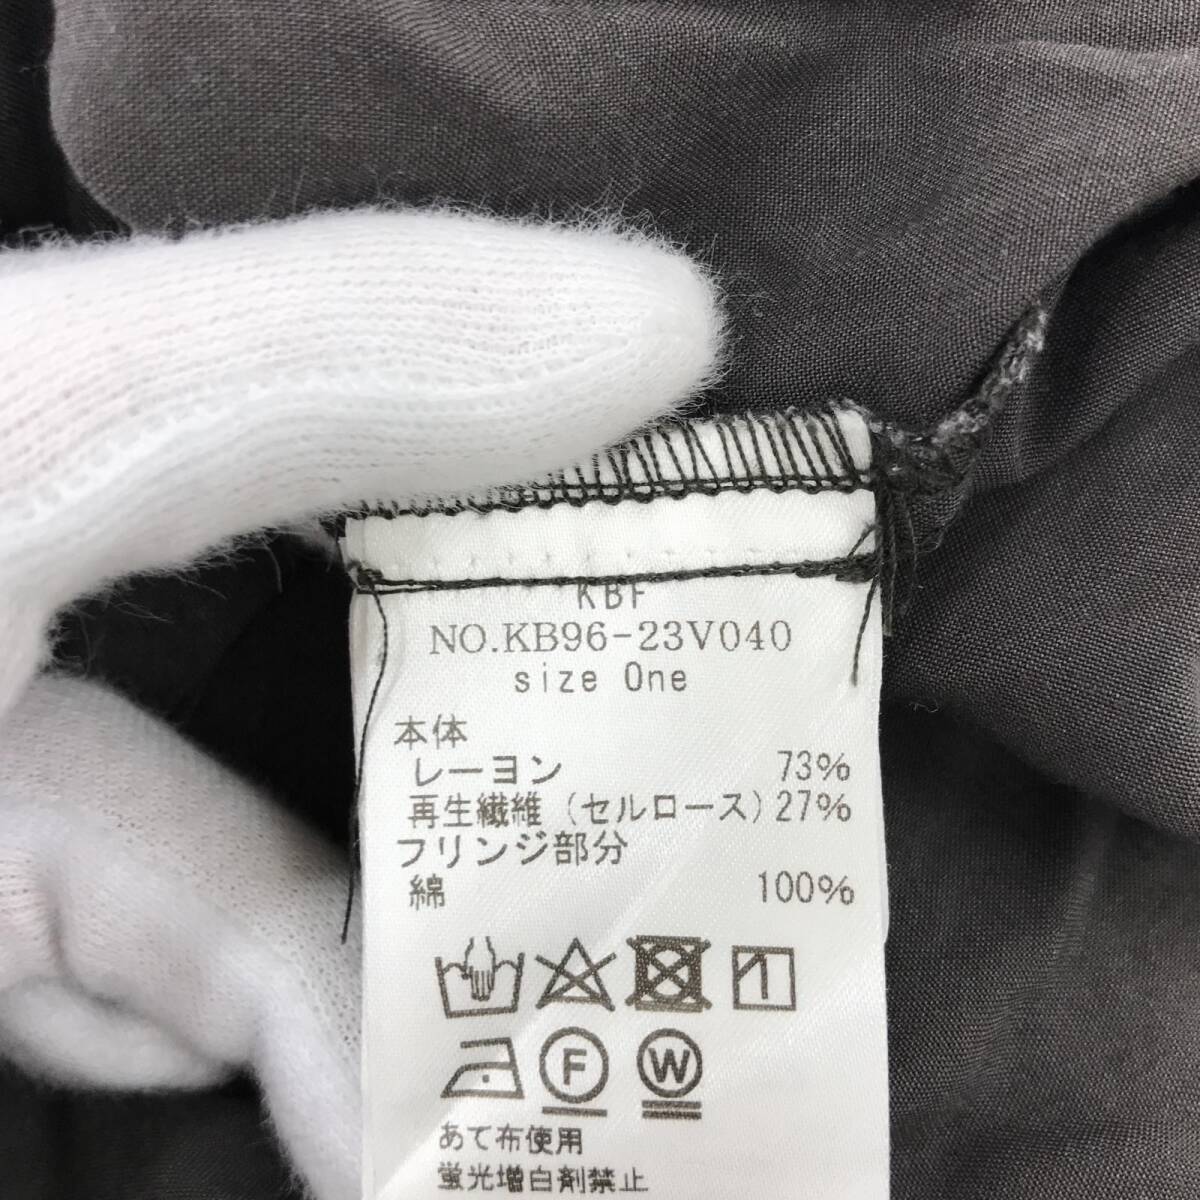 KBF
NO.KB96-23V040
size One
本体
レーヨン 73%
再生繊維 (セルロース) 27%
フリンジ部分
綿 100%
F W
あて布使用
蛍光増白剤禁止